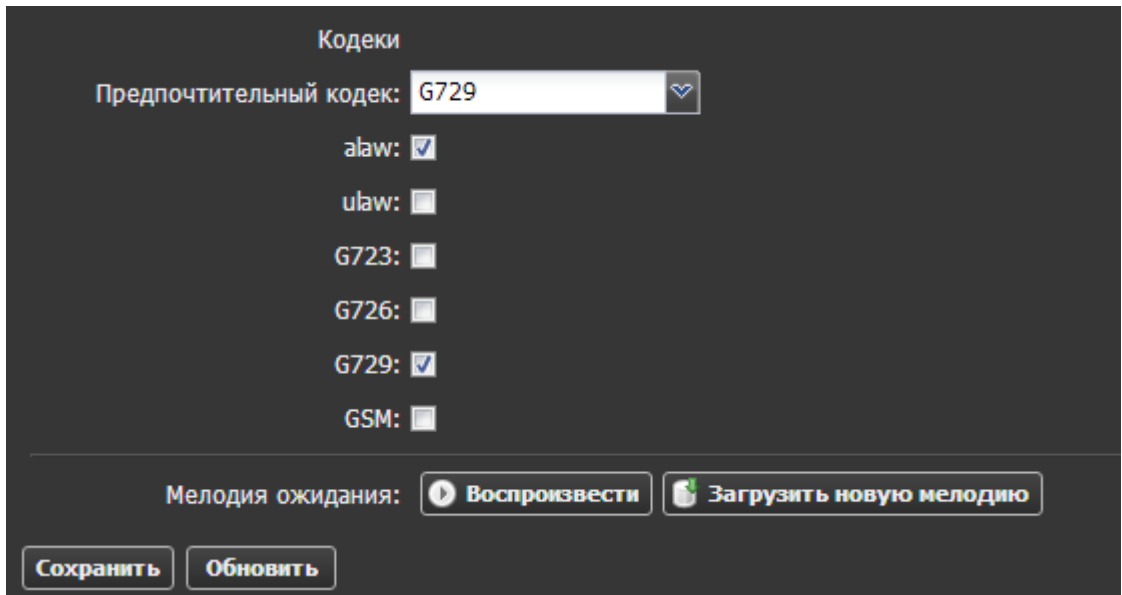 Кодеки
Предпочтительный кодек: G729
alaw:
ulaw:
G723:
G726:
G729:
GSM:
Мелодия ожидания: Воспроизвести Загрузить новую мелодию
Сохранить Обновить